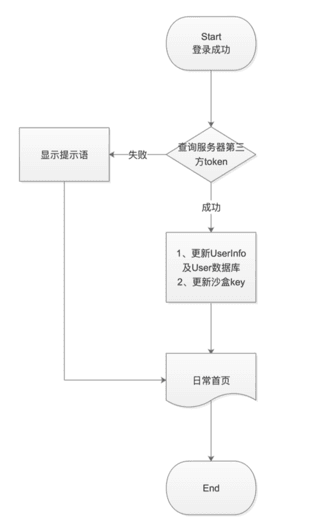 Start
登录成功
查询服务器第三
方token
失败
显示提示语
成功
1、更新UserInfo
及User数据库
2、更新沙盒key
日常首页
End